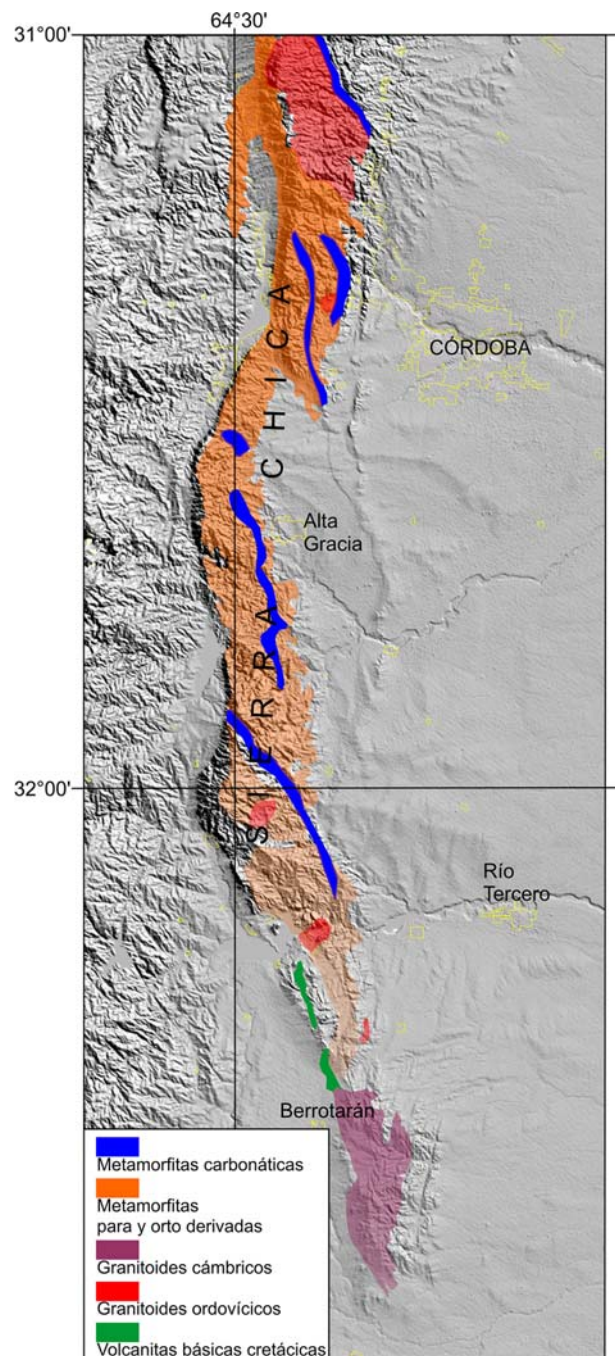 64°30'
31°00'
CÓRDOBA
SIERRA CHICA
Alta
Gracia
32°00'
Río
Tercero
Berrotarán
Metamorfitas carbonáticas
Metamorfitas
para y orto derivadas
Granitoides cámbricos
Granitoides ordovícicos
Volcanitas básicas cretácicas